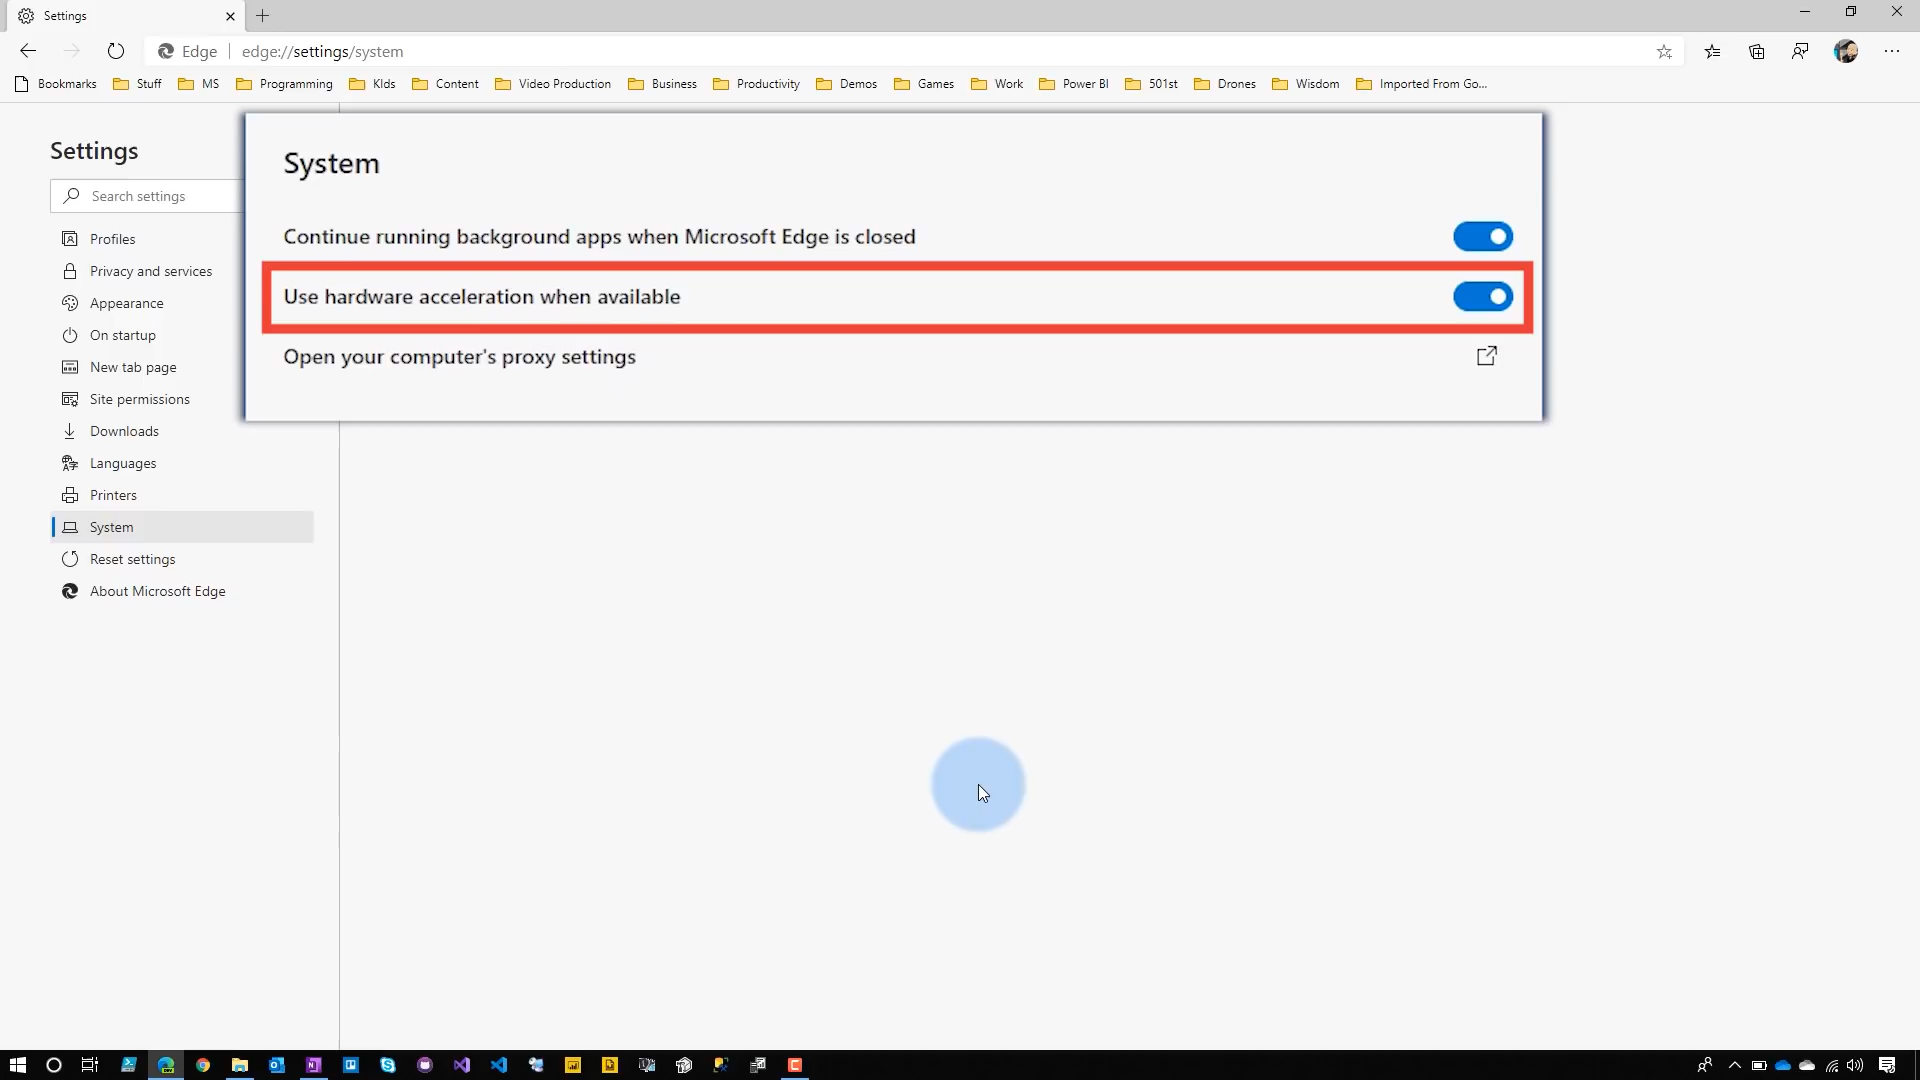 Settings
Edge
edge://settings/system
Bookmarks
Stuff
MS
Programming
KIds
Content
Video Production
Business
Productivity
Demos
Games
Work
Power BI
501st
Drones
Wisdom
Imported From Go...
Settings
Search settings
Profiles
Privacy and services
Appearance
On startup
New tab page
Site permissions
Downloads
Languages
Printers
System
Reset settings
About Microsoft Edge
System
Continue running background apps when Microsoft Edge is closed
Use hardware acceleration when available
Open your computer's proxy settings